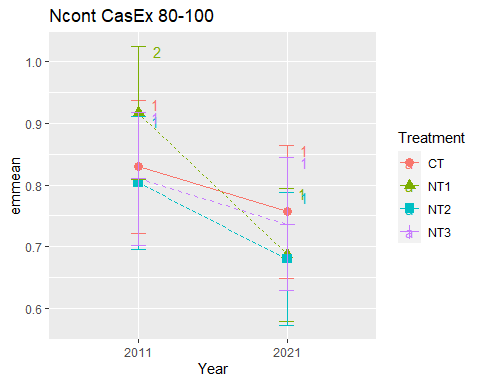 Ncont CasEx 80-100
1.0
0.9
0.8
0.7
0.6
emmean
2
1
1
1
1
1
1
1
2011
2021
Year
Treatment
a CT
a NT1
a NT2
a NT3